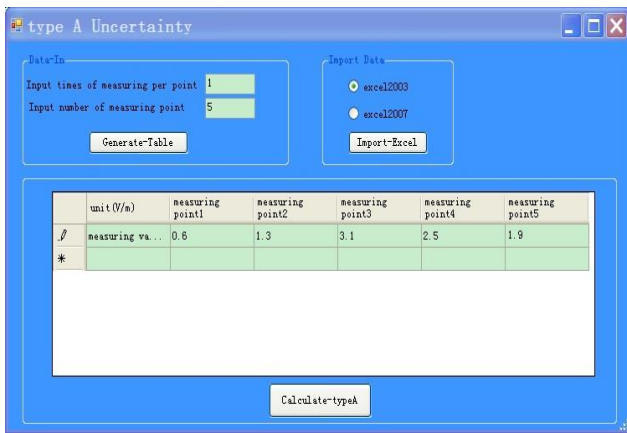 type A Uncertainty
Data-In
Input times of measuring per point 1
Input number of measuring point 5
Generate-Table
Import Data
excel2003
excel2007
Import-Excel
unit(V/m) measuring point1 measuring point2 measuring point3 measuring point4 measuring point5
measuring va... 0.6 1.3 3.1 2.5 1.9
Calculate-typeA